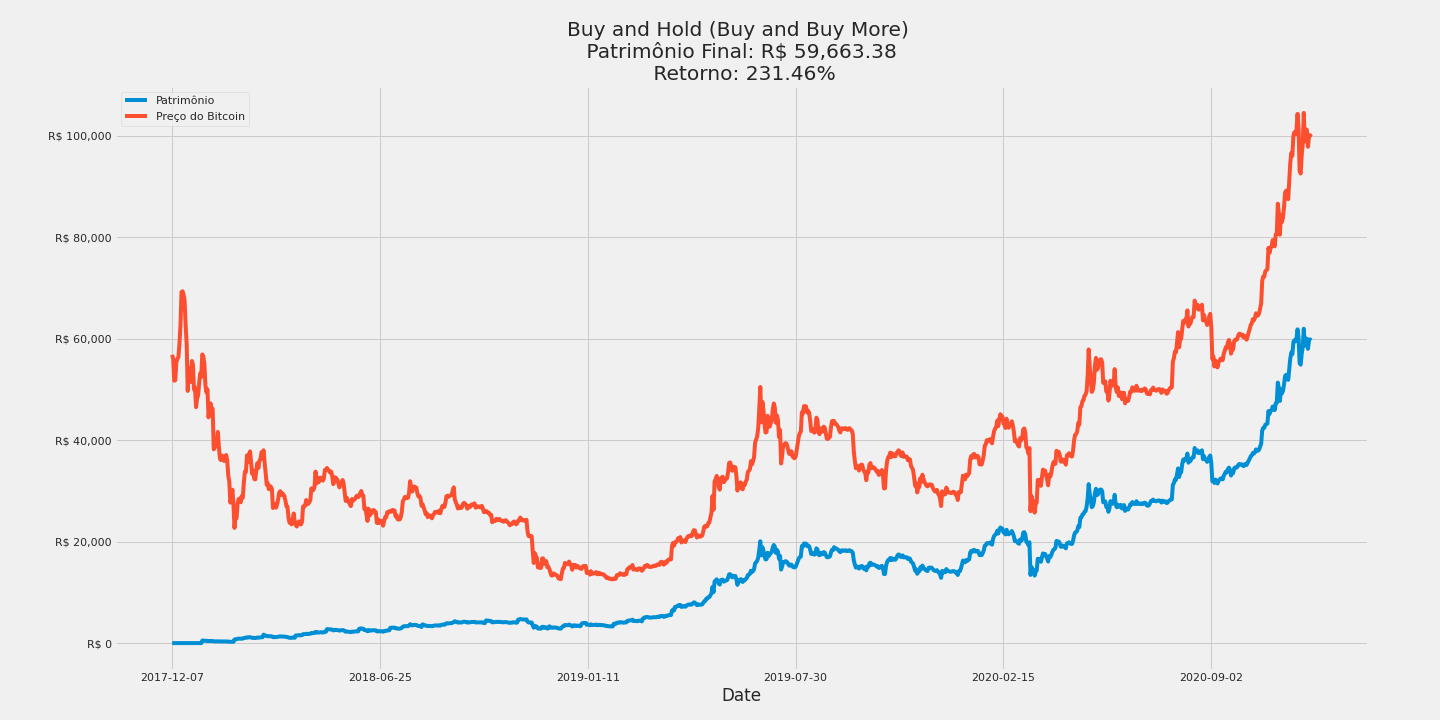 Buy and Hold (Buy and Buy More)
Patrimônio Final: R$ 59,663.38
Retorno: 231.46%
Patrimônio
Preço do Bitcoin
R$ 100,000
R$ 80,000
R$ 60,000
R$ 40,000
R$ 20,000
R$ 0
2017-12-07 2018-06-25 2019-01-11 2019-07-30 2020-02-15 2020-09-02
Date